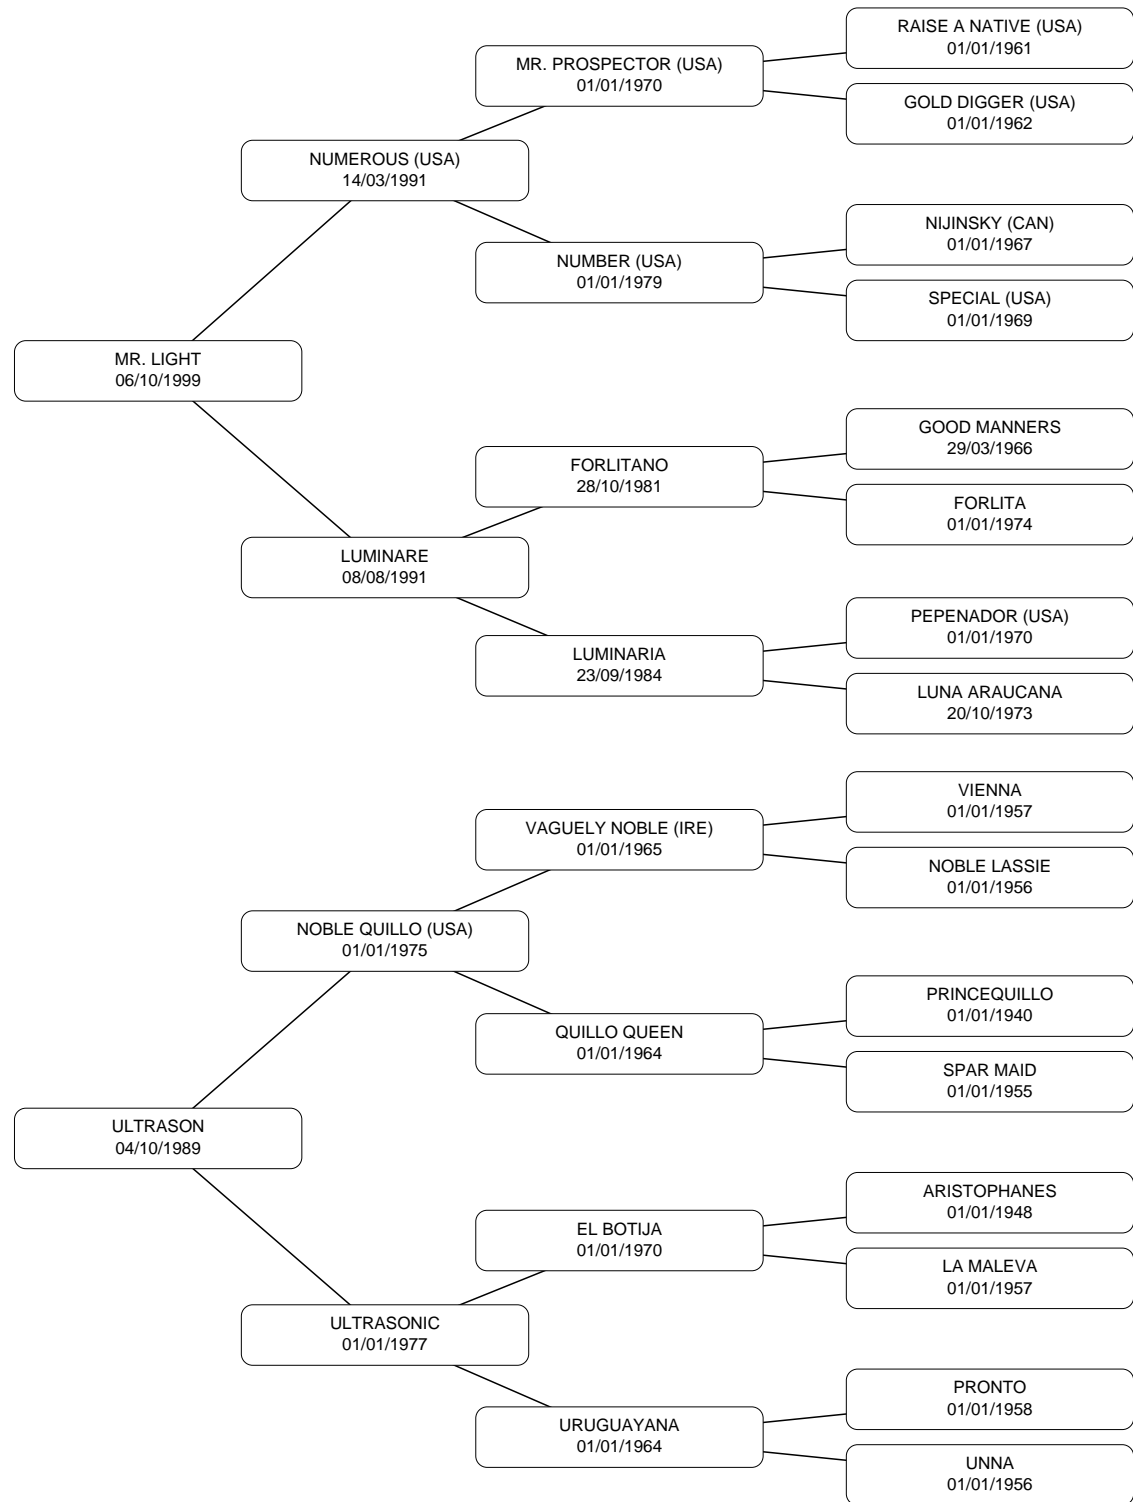 RAISE A NATIVE (USA)
01/01/1961
MR. PROSPECTOR (USA)
01/01/1970
GOLD DIGGER (USA)
01/01/1962
NUMEROUS (USA)
14/03/1991
NIJINSKY (CAN)
01/01/1967
NUMBER (USA)
01/01/1979
SPECIAL (USA)
01/01/1969
MR. LIGHT
06/10/1999
GOOD MANNERS
29/03/1966
FORLITANO
28/10/1981
FORLITA
01/01/1974
LUMINARE
08/08/1991
PEPENADOR (USA)
01/01/1970
LUMINARIA
23/09/1984
LUNA ARAUCANA
20/10/1973
VIENNA
01/01/1957
VAGUELY NOBLE (IRE)
01/01/1965
NOBLE LASSIE
01/01/1956
NOBLE QUILLO (USA)
01/01/1975
PRINCEQUILLO
01/01/1940
QUILLO QUEEN
01/01/1964
SPAR MAID
01/01/1955
ULTRASON
04/10/1989
ARISTOPHANES
01/01/1948
EL BOTIJA
01/01/1970
LA MALEVA
01/01/1957
ULTRASONIC
01/01/1977
PRONTO
01/01/1958
URUGUAYANA
01/01/1964
UNNA
01/01/1956